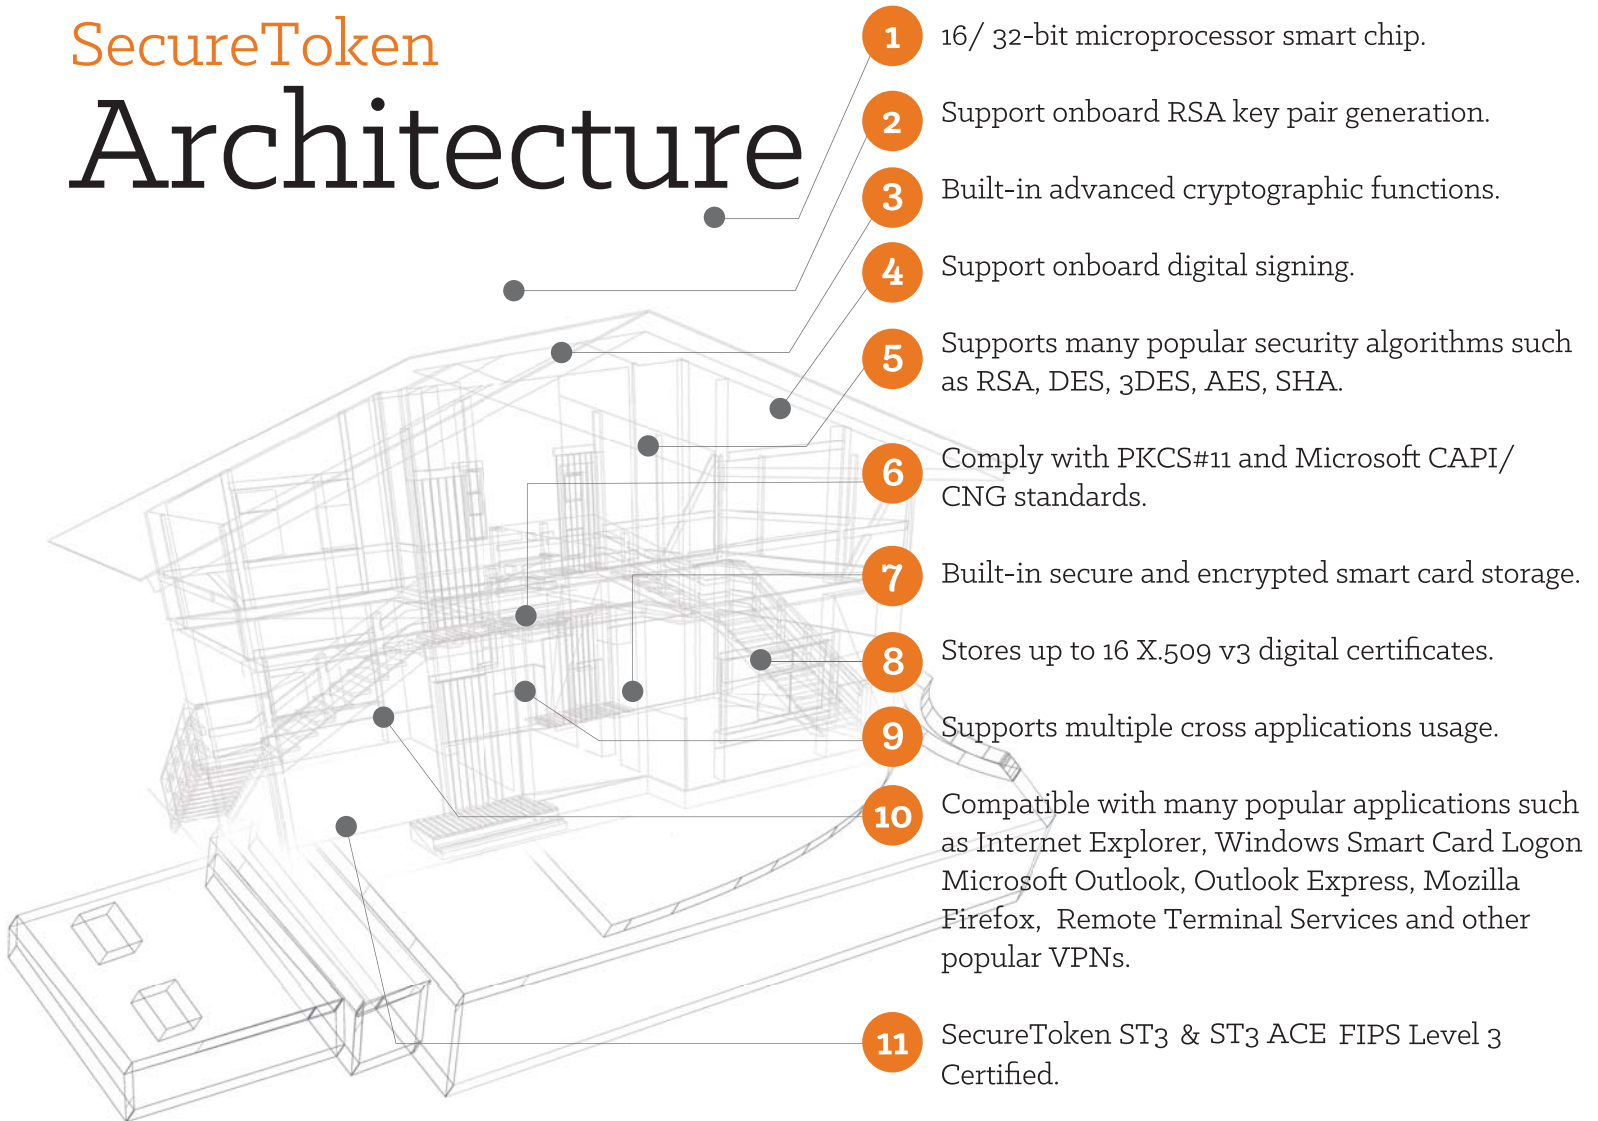 SecureToken
Architecture
1 16/ 32-bit microprocessor smart chip.
2 Support onboard RSA key pair generation.
3 Built-in advanced cryptographic functions.
4 Support onboard digital signing.
5 Supports many popular security algorithms such
as RSA, DES, 3DES, AES, SHA.
6 Comply with PKCS#11 and Microsoft CAPI/
CNG standards.
7 Built-in secure and encrypted smart card storage.
8 Stores up to 16 X.509 v3 digital certificates.
9 Supports multiple cross applications usage.
10 Compatible with many popular applications such
as Internet Explorer, Windows Smart Card Logon
Microsoft Outlook, Outlook Express, Mozilla
Firefox, Remote Terminal Services and other
popular VPNs.
11 SecureToken ST3 & ST3 ACE FIPS Level 3
Certified.